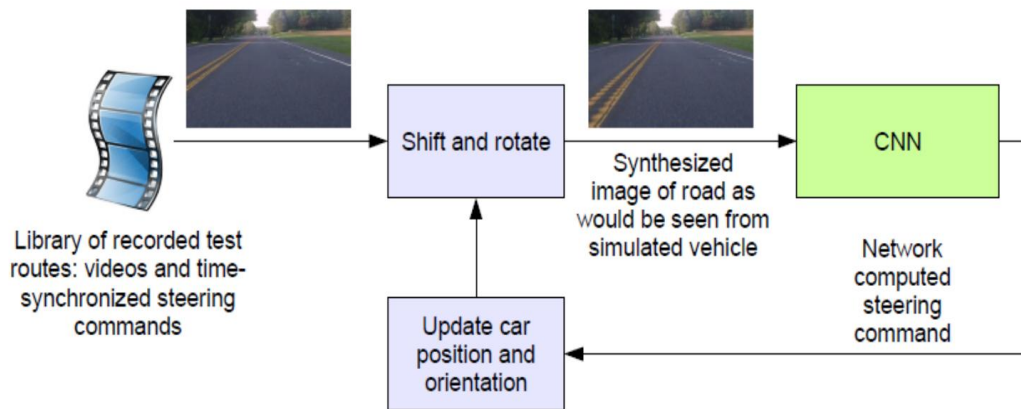 Shift and rotate
CNN
Synthesized
image of road as
would be seen from
simulated vehicle
Library of recorded test
routes: videos and time-
synchronized steering
commands
Network
computed
steering
command
Update car
position and
orientation